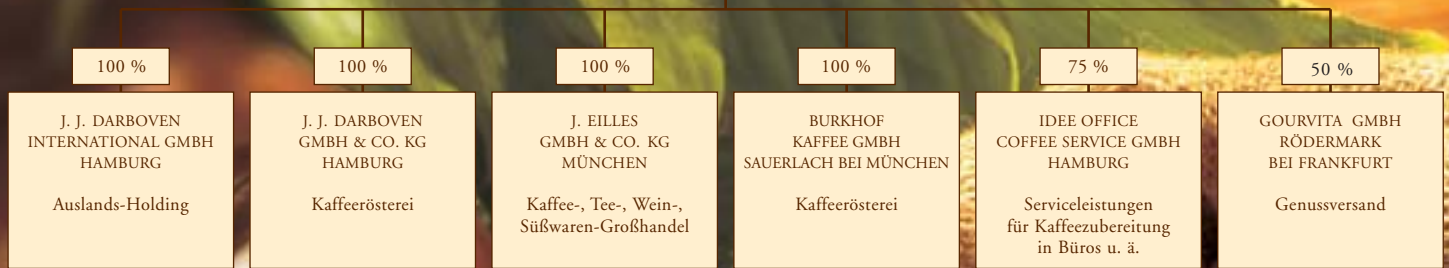 100 %
J. J. DARBOVEN
INTERNATIONAL GMBH
HAMBURG
Auslands-Holding
100 %
J. J. DARBOVEN
GMBH & CO. KG
HAMBURG
Kaffeerösterei
100 %
J. EILLES
GMBH & CO. KG
MÜNCHEN
Kaffee-, Tee-, Wein-,
Süßwaren-Großhandel
100 %
BURKHOF
KAFFEE GMBH
SAUERLACH BEI MÜNCHEN
Kaffeerösterei
75 %
IDEE OFFICE
COFFEE SERVICE GMBH
HAMBURG
Serviceleistungen
für Kaffeezubereitung
in Büros u. ä.
50 %
GOURVITA GMBH
RÖDERMARK
BEI FRANKFURT
Genussversand